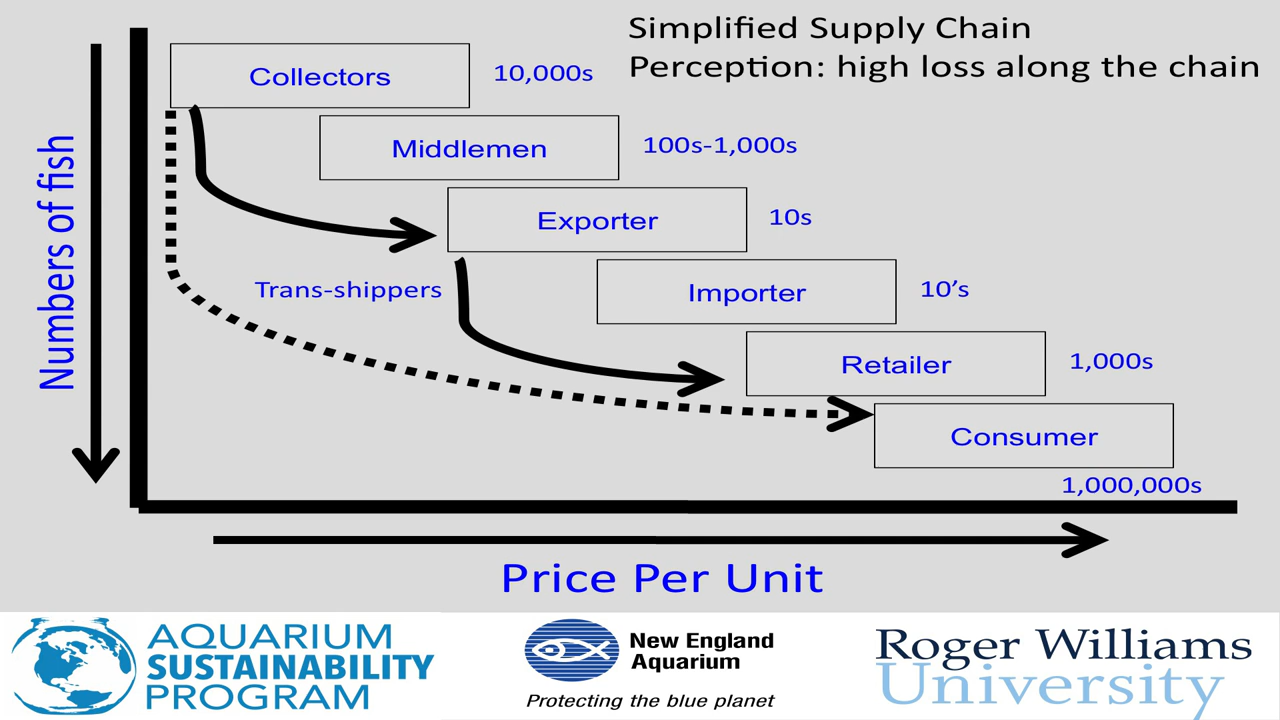 Simplified Supply Chain
Perception: high loss along the chain
Collectors
10,000s
Middlemen
100s-1,000s
Exporter
10s
Trans-shippers
Importer
10’s
Retailer
1,000s
Consumer
1,000,000s
Numbers of fish
Price Per Unit
AQUARIUM
SUSTAINABILITY
PROGRAM
New England
Aquarium
Protecting the blue planet
Roger Williams
University